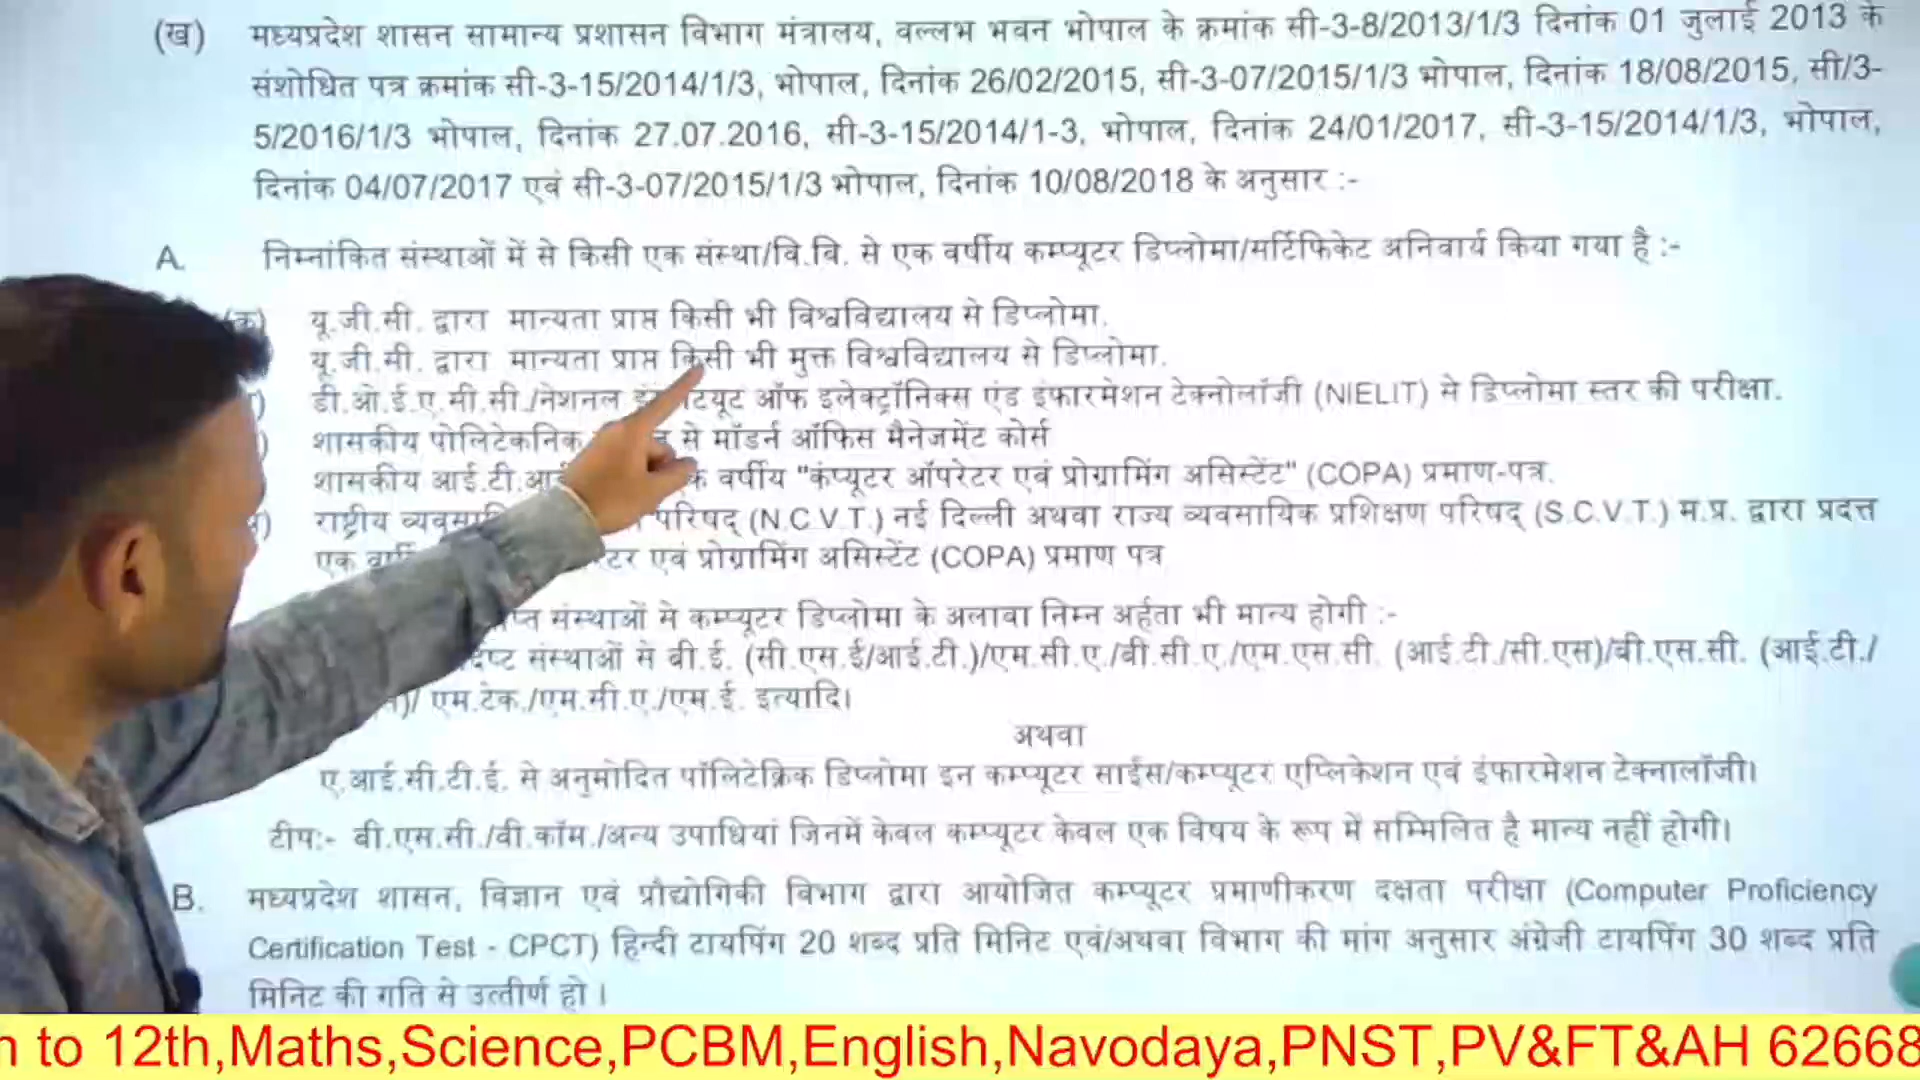 (ख) मध्यप्रदेश शासन सामान्य प्रशासन विभाग मंत्रालय, वल्लभ भवन भोपाल के क्रमांक सी-3-8/2013/1/3 दिनांक 01 जुलाई 2013 के
संशोधित पत्र क्रमांक सी-3-15/2014/1/3, भोपाल, दिनांक 26/02/2015, सी-3-07/2015/1/3 भोपाल, दिनांक 18/08/2015, सी/3-
5/2016/1/3 भोपाल, दिनांक 27.07.2016, सी-3-15/2014/1-3, भोपाल, दिनांक 24/01/2017, सी-3-15/2014/1/3, भोपाल,
दिनांक 04/07/2017 एवं सी-3-07/2015/1/3 भोपाल, दिनांक 10/08/2018 के अनुसार :-
A. निम्नांकित संस्थाओं में से किसी एक संस्था/वि.वि. से एक वर्षीय कम्प्यूटर डिप्लोमा/सर्टिफिकेट अनिवार्य किया गया है :-
(क) यू.जी.सी. द्वारा मान्यता प्राप्त किसी भी विश्वविद्यालय से डिप्लोमा.
यू.जी.सी. द्वारा मान्यता प्राप्त किसी भी मुक्त विश्वविद्यालय से डिप्लोमा.
डी.ओ.ई.ए.सी.सी./नेशनल ऑफ इलेक्ट्रॉनिक्स एंड इंफारमेशन टेक्नोलॉजी (NIELIT) से डिप्लोमा स्तर की परीक्षा.
शासकीय पोलिटेकनिक से मॉडर्न ऑफिस मैनेजमेंट कोर्स
शासकीय आई.टी.आई वर्षीय "कंप्यूटर ऑपरेटर एवं प्रोग्रामिंग असिस्टेंट" (COPA) प्रमाण-पत्र.
राष्ट्रीय परिषद् (N.C.V.T.) नई दिल्ली अथवा राज्य व्यवसायिक प्रशिक्षण परिषद् (S.C.V.T.) म.प्र. द्वारा प्रदत्त
एक एवं प्रोग्रामिंग असिस्टेंट (COPA) प्रमाण पत्र
संस्थाओं से कम्प्यूटर डिप्लोमा के अलावा निम्न अर्हता भी मान्य होगी :-
संस्थाओं से बी.ई. (सी.एस.ई/आई.टी.)/एम.सी.ए./बी.सी.ए./एम.एस.सी. (आई.टी./सी.एस)/बी.एस.सी. (आई.टी./
एम.टेक./एम.सी.ए./एम.ई. इत्यादि।
अथवा
ए.आई.सी.टी.ई. से अनुमोदित पॉलिटेक्निक डिप्लोमा इन कम्प्यूटर साईंस/कम्प्यूटर एप्लिकेशन एवं इंफारमेशन टेक्नालॉजी।
टीप:- बी.एस.सी./बी.कॉम./अन्य उपाधियां जिनमें केवल कम्प्यूटर केवल एक विषय के रूप में सम्मिलित है मान्य नहीं होगी।
B. मध्यप्रदेश शासन, विज्ञान एवं प्रौद्योगिकी विभाग द्वारा आयोजित कम्प्यूटर प्रमाणीकरण दक्षता परीक्षा (Computer Proficiency
Certification Test - CPCT) हिन्दी टायपिंग 20 शब्द प्रति मिनिट एवं/अथवा विभाग की मांग अनुसार अंग्रेजी टायपिंग 30 शब्द प्रति
मिनिट की गति से उत्तीर्ण हो।
to 12th,Maths,Science,PCBM,English,Navodaya,PNST,PV&FT&AH 62668